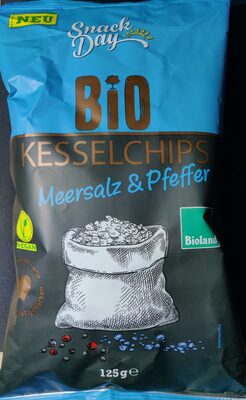 NEU
Snack
Day
BIO
KESSELCHIPS
Meersalz & Pfeffer
VEGAN
Bioland
125g e